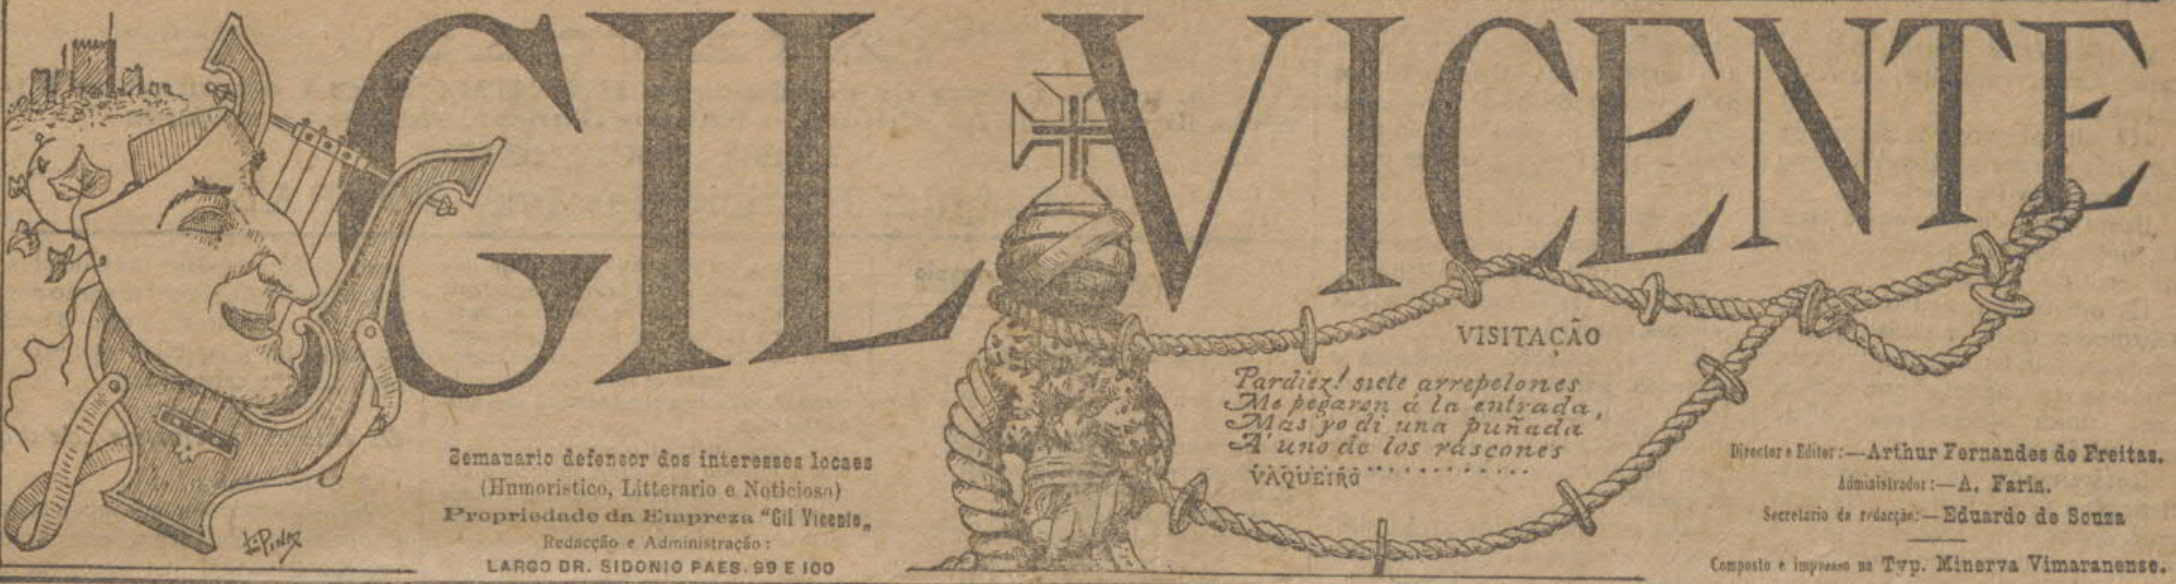 GIL VICENTE
VISITAÇÃO
Pardiez! siete arrepelones
Me pegaron á la entrada,
Mas yo di una puñada
Á uno de los rascones
VAQUEIRO . . . . . . . . . . .
Semanario defensor dos interesses locaes
(Humoristico, Litterario e Noticioso)
Propriedade da Empreza "Gil Vicente„
Redacção e Administração:
LARGO DR. SIDONIO PAES, 99 E 100
Director e Editor:—Arthur Fernandes de Freitas.
Administrador:—A. Faria.
Secretario da redacção:—Eduardo de Souza
Composto e impresso na Typ. Minerva Vimaranense.